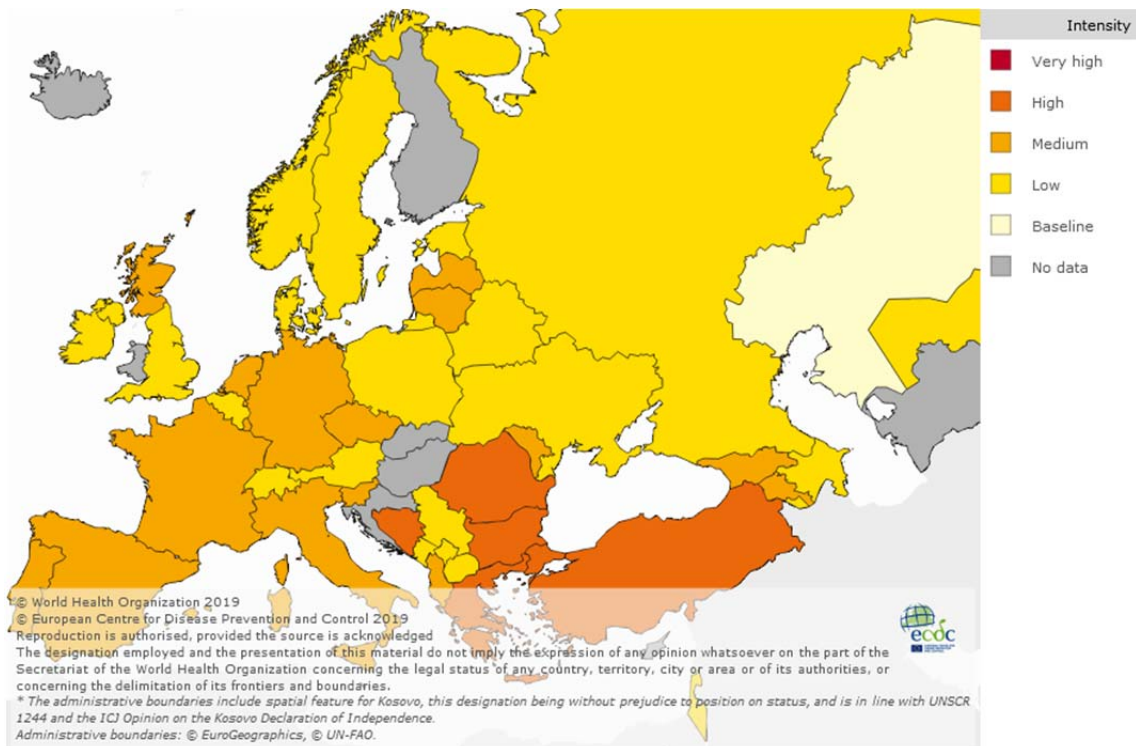 Intensity
Very high
High
Medium
Low
Baseline
No data
© World Health Organization 2019
© European Centre for Disease Prevention and Control 2019
Reproduction is authorised, provided the source is acknowledged
The designation employed and the presentation of this material do not imply the expression of any opinion whatsoever on the part of the
Secretariat of the World Health Organization concerning the legal status of any country, territory, city or area or of its authorities, or
concerning the delimitation of its frontiers and boundaries.
* The administrative boundaries include spatial feature for Kosovo, this designation being without prejudice to position on status, and is in line with UNSCR
1244 and the ICJ Opinion on the Kosovo Declaration of Independence.
Administrative boundaries: © EuroGeographics, © UN-FAO.
ecdc